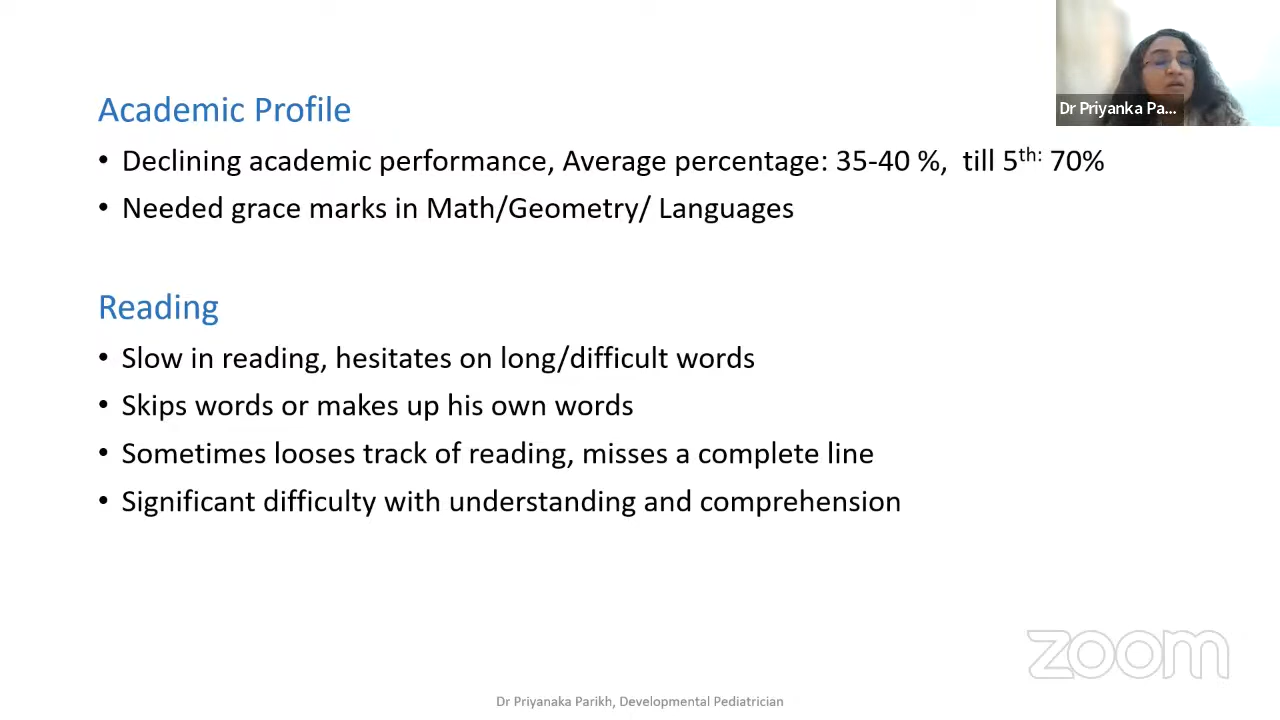 Dr Priyanka Pa...
Academic Profile
• Declining academic performance, Average percentage: 35-40 %, till 5th: 70%
• Needed grace marks in Math/Geometry/ Languages
Reading
• Slow in reading, hesitates on long/difficult words
• Skips words or makes up his own words
• Sometimes looses track of reading, misses a complete line
• Significant difficulty with understanding and comprehension
zoom
Dr Priyanaka Parikh, Developmental Pediatrician